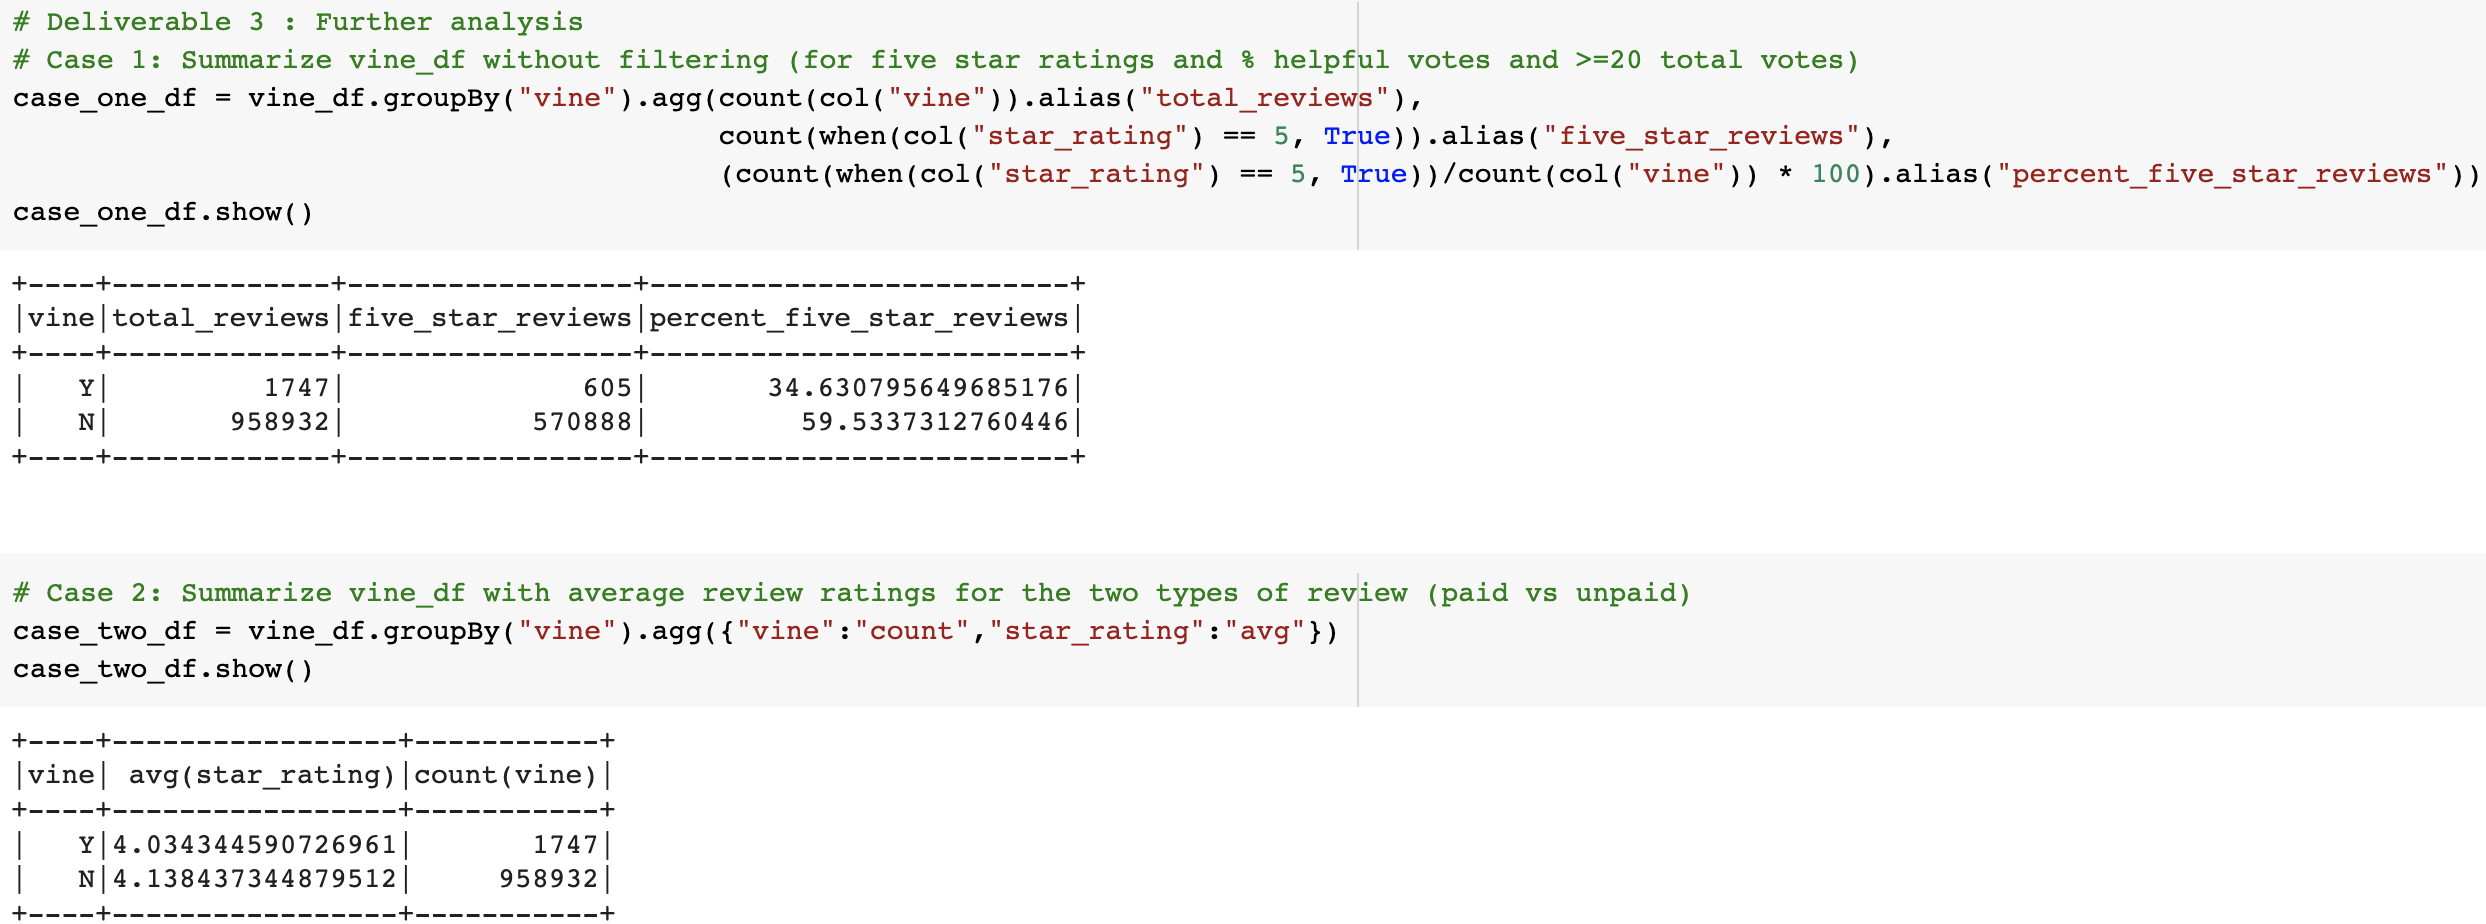 # Deliverable 3 : Further analysis
# Case 1: Summarize vine_df without filtering (for five star ratings and % helpful votes and >=20 total votes)
case_one_df = vine_df.groupBy("vine").agg(count(col("vine")).alias("total_reviews"),
                                          count(when(col("star_rating") == 5, True)).alias("five_star_reviews"),
                                          (count(when(col("star_rating") == 5, True))/count(col("vine")) * 100).alias("percent_five_star_reviews"))
case_one_df.show()
+----+-------------+-----------------+-------------------------+
|vine|total_reviews|five_star_reviews|percent_five_star_reviews|
+----+-------------+-----------------+-------------------------+
|   Y|         1747|              605|       34.630795649685176|
|   N|       958932|           570888|         59.5337312760446|
+----+-------------+-----------------+-------------------------+
# Case 2: Summarize vine_df with average review ratings for the two types of review (paid vs unpaid)
case_two_df = vine_df.groupBy("vine").agg({"vine":"count","star_rating":"avg"})
case_two_df.show()
+----+-----------------+-----------+
|vine| avg(star_rating)|count(vine)|
+----+-----------------+-----------+
|   Y|4.034344590726961|       1747|
|   N|4.138437344879512|     958932|
+----+-----------------+-----------+